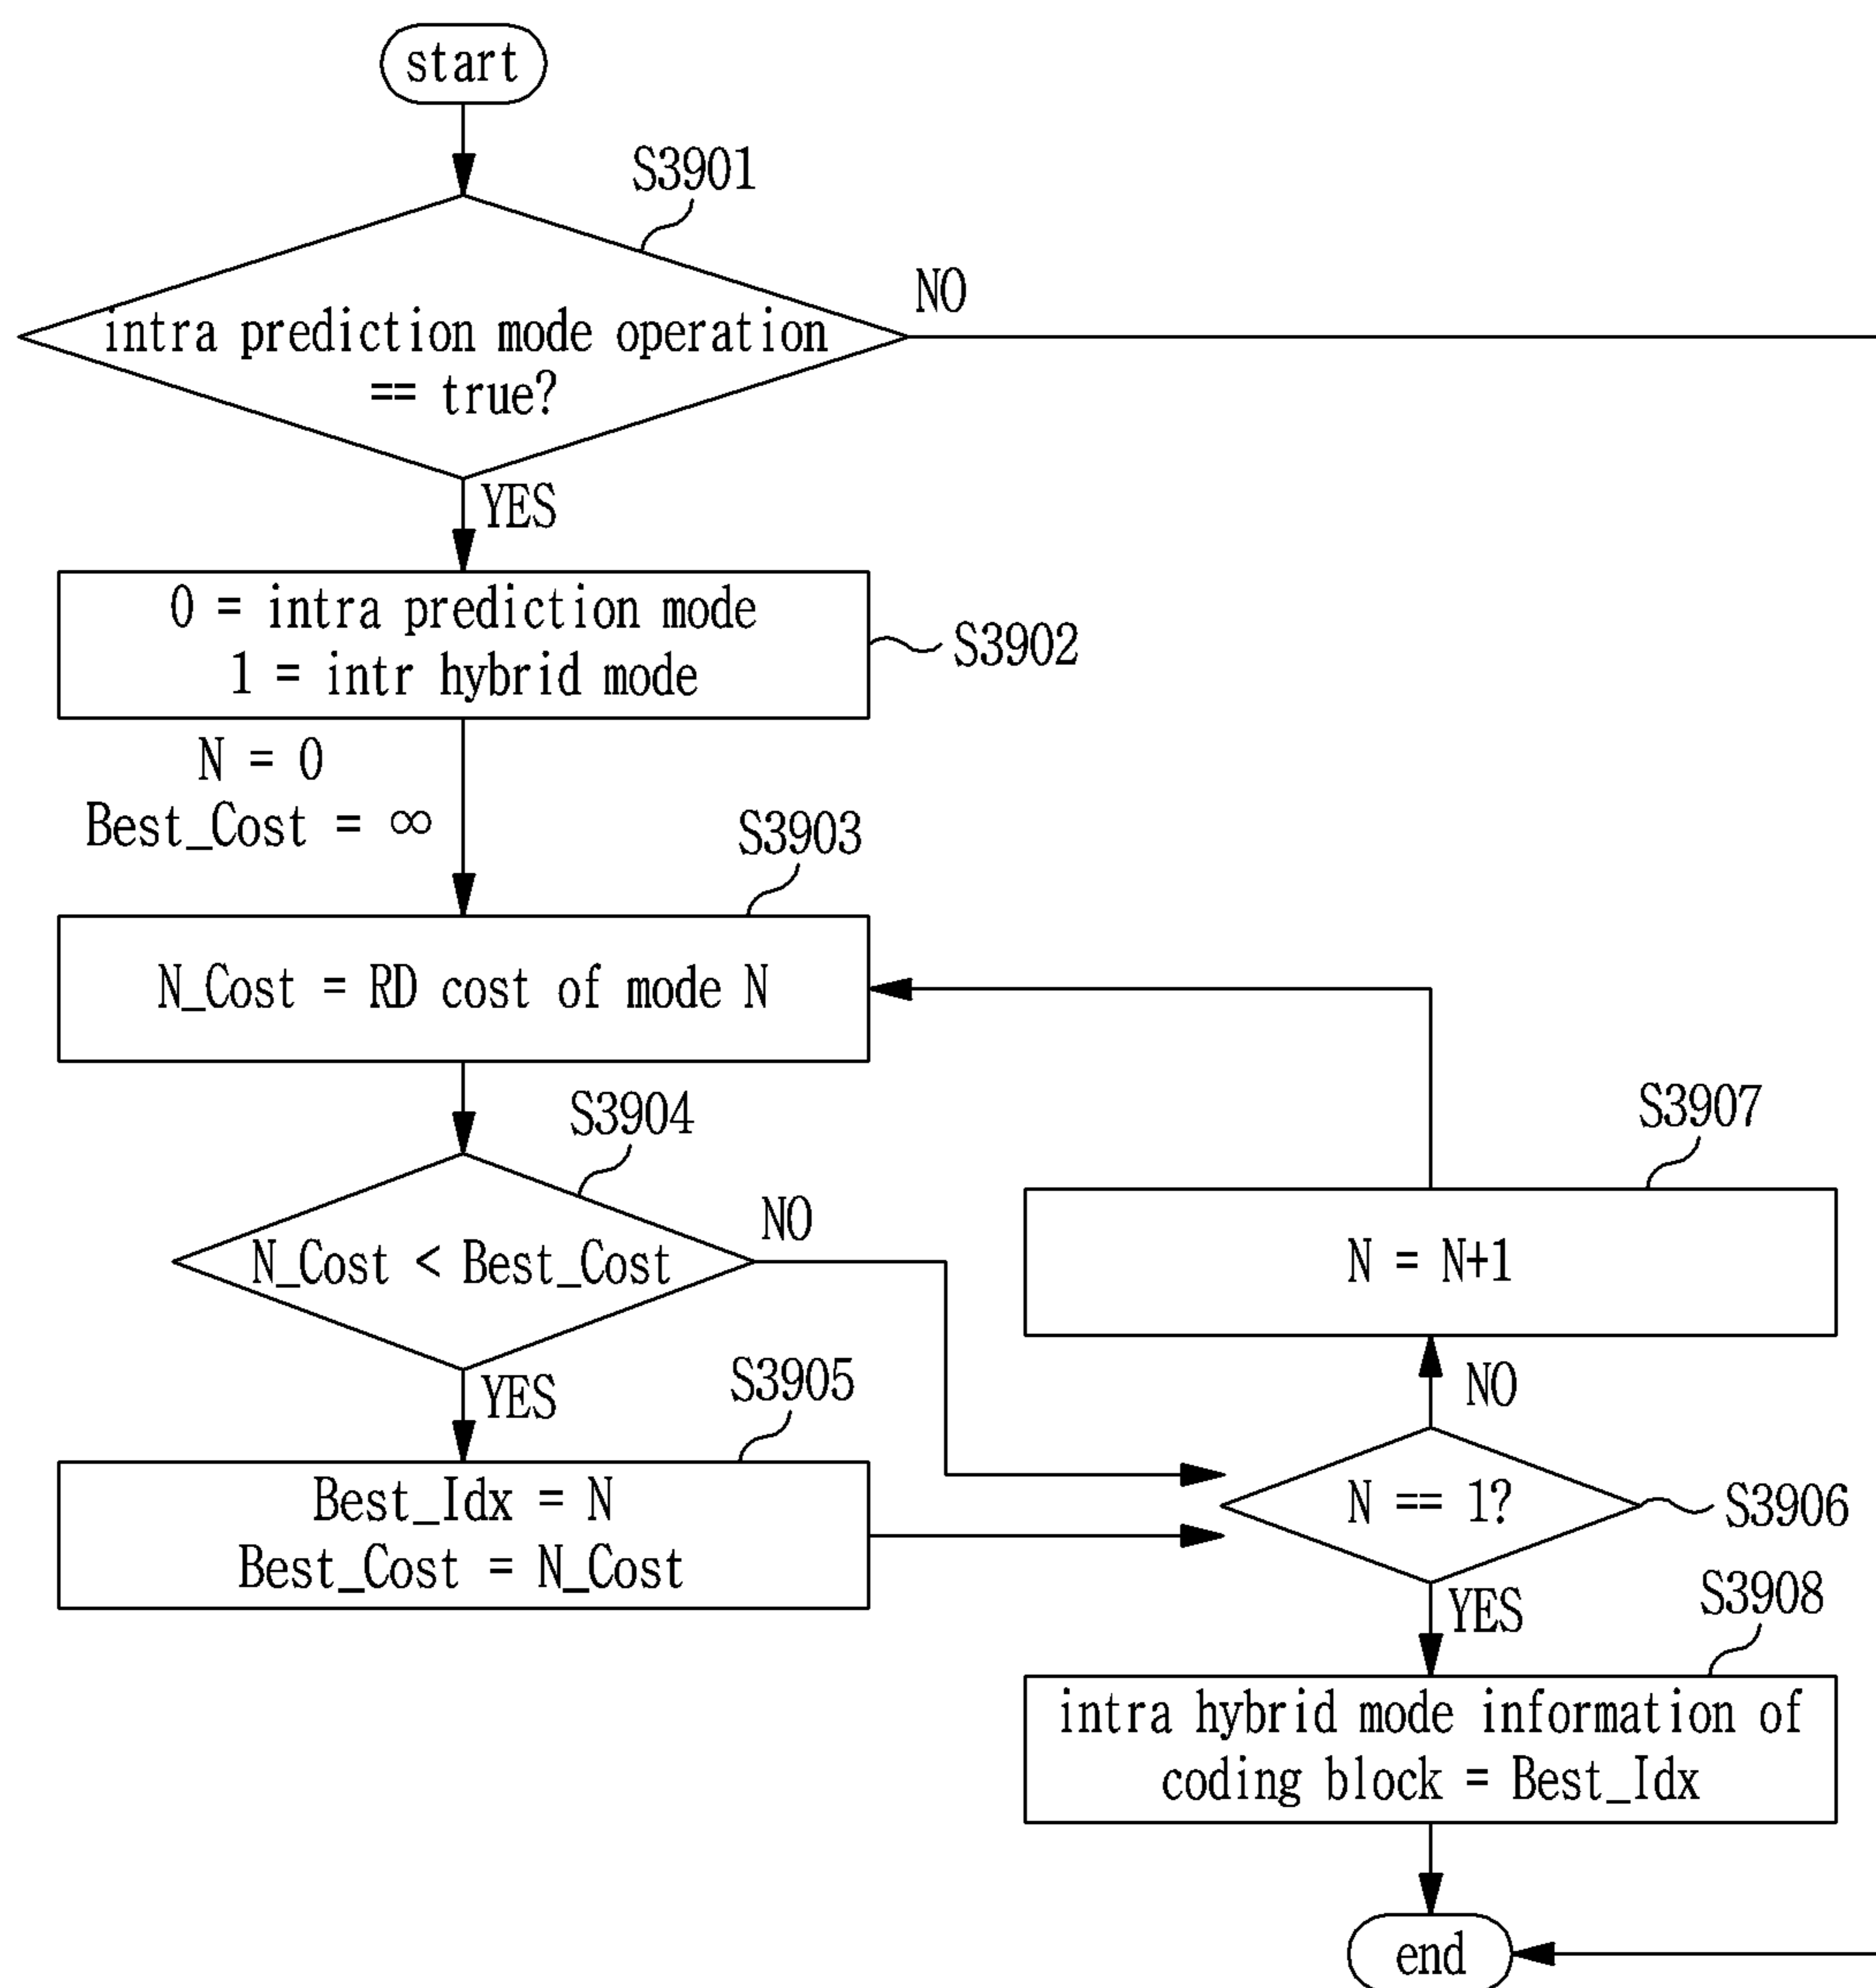 start
S3901
intra prediction mode operation
== true?
NO
YES
0 = intra prediction mode
1 = intr hybrid mode
S3902
N = 0
Best_Cost = ∞
S3903
N_Cost = RD cost of mode N
S3904
N_Cost < Best_Cost
NO
YES
S3905
Best_Idx = N
Best_Cost = N_Cost
S3907
N = N+1
NO
N == 1?
S3906
YES
S3908
intra hybrid mode information of
coding block = Best_Idx
end